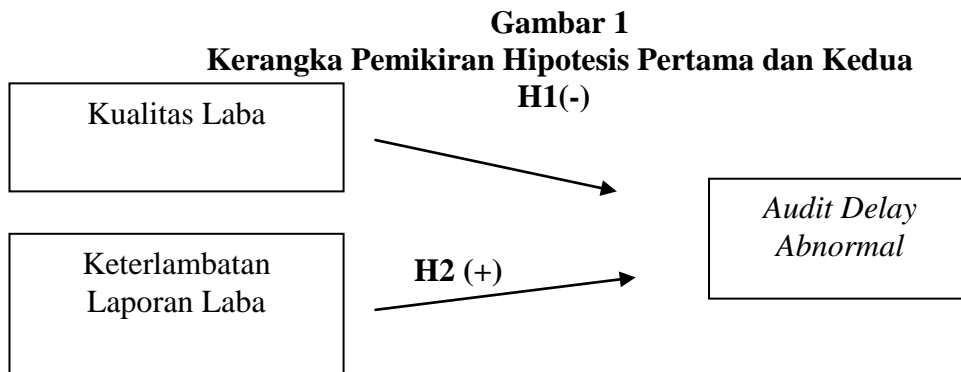 Gambar 1
Kerangka Pemikiran Hipotesis Pertama dan Kedua
H1(-)
Kualitas Laba
Audit Delay
Abnormal
Keterlambatan
Laporan Laba
H2 (+)